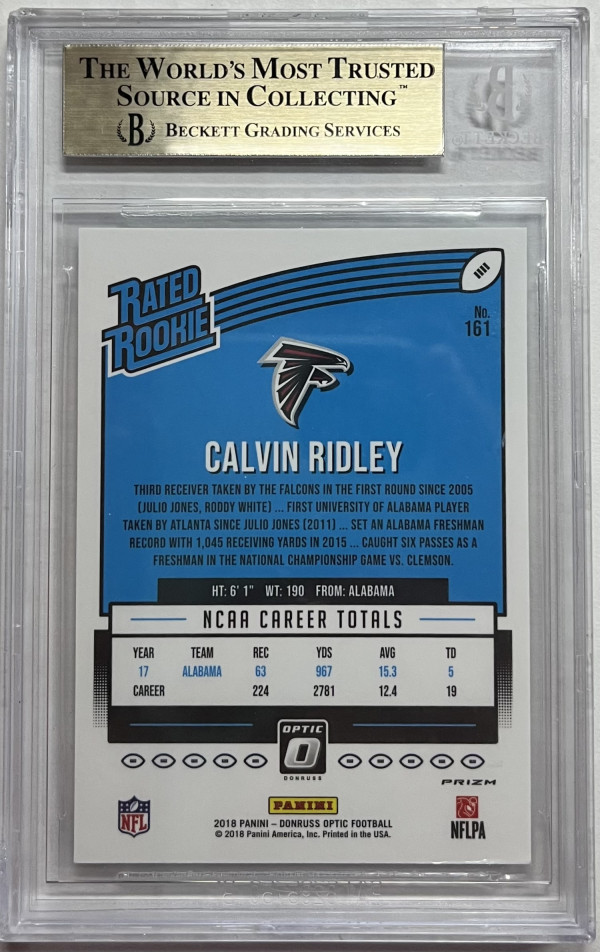 THE WORLD'S MOST TRUSTED
SOURCE IN COLLECTING™
B BECKETT GRADING SERVICES
RATED
ROOKIE
No.
161
CALVIN RIDLEY
THIRD RECEIVER TAKEN BY THE FALCONS IN THE FIRST ROUND SINCE 2005
(JULIO JONES, RODDY WHITE) ... FIRST UNIVERSITY OF ALABAMA PLAYER
TAKEN BY ATLANTA SINCE JULIO JONES (2011) ... SET AN ALABAMA FRESHMAN
RECORD WITH 1,045 RECEIVING YARDS IN 2015 ... CAUGHT SIX PASSES AS A
FRESHMAN IN THE NATIONAL CHAMPIONSHIP GAME VS. CLEMSON.
HT: 6' 1" WT: 190 FROM: ALABAMA
NCAA CAREER TOTALS
YEAR TEAM REC YDS AVG TD
17 ALABAMA 63 967 15.3 5
CAREER 224 2781 12.4 19
OPTIC
O
DONRUSS
PRIZM
NFL
PANINI
NFLPA
2018 PANINI – DONRUSS OPTIC FOOTBALL
© 2018 Panini America, Inc. Printed in the USA.